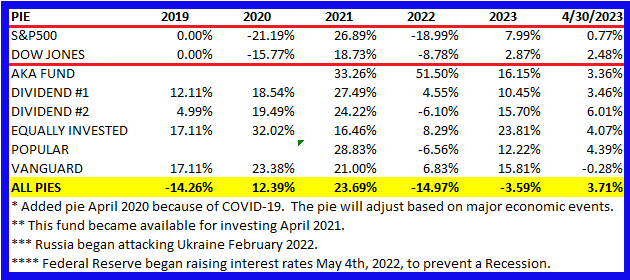 PIE 2019 2020 2021 2022 2023 4/30/2023
S&P500 0.00% -21.19% 26.89% -18.99% 7.99% 0.77%
DOW JONES 0.00% -15.77% 18.73% -8.78% 2.87% 2.48%
AKA FUND 33.26% 51.50% 16.15% 3.36%
DIVIDEND #1 12.11% 18.54% 27.49% 4.55% 10.45% 3.46%
DIVIDEND #2 4.99% 19.49% 24.22% -6.10% 15.70% 6.01%
EQUALLY INVESTED 17.11% 32.02% 16.46% 8.29% 23.81% 4.07%
POPULAR 28.83% -6.56% 12.22% 4.39%
VANGUARD 17.11% 23.38% 21.00% 6.83% 15.81% -0.28%
ALL PIES -14.26% 12.39% 23.69% -14.97% -3.59% 3.71%
* Added pie April 2020 because of COVID-19. The pie will adjust based on major economic events.
** This fund became available for investing April 2021.
*** Russia began attacking Ukraine February 2022.
**** Federal Reserve began raising interest rates May 4th, 2022, to prevent a Recession.